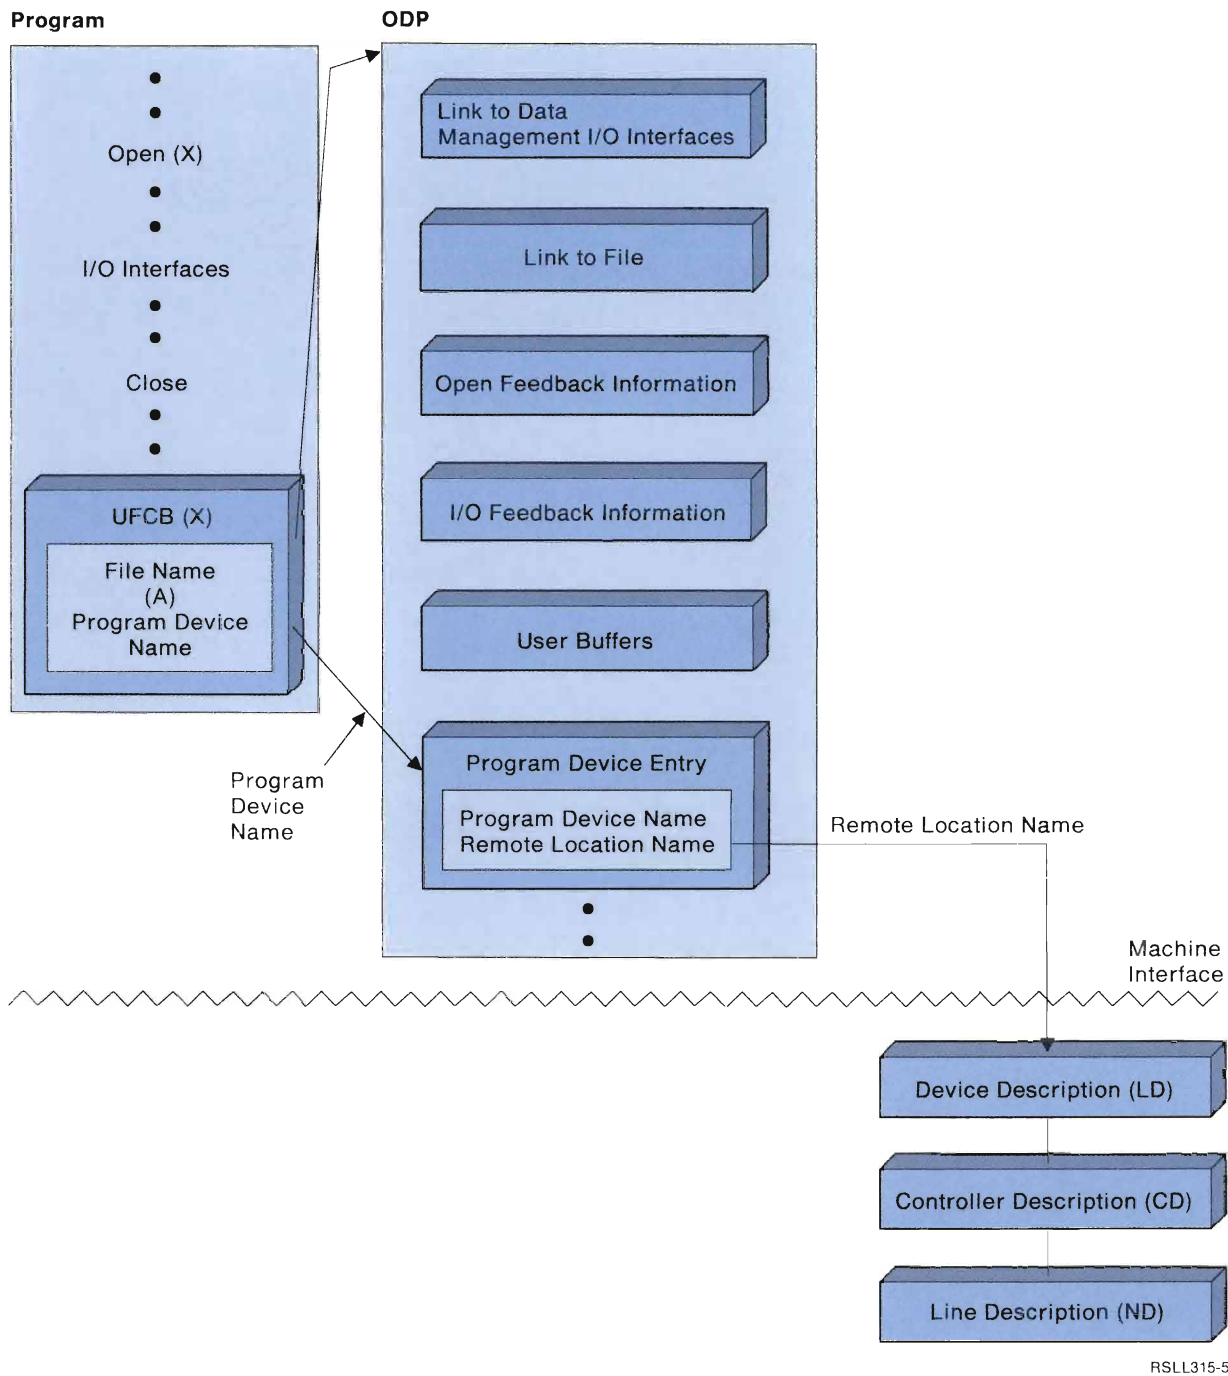 Program
ODP
Open (X)
I/O Interfaces
Close
UFCB (X)
File Name
(A)
Program Device
Name
Program
Device
Name
Link to Data
Management I/O Interfaces
Link to File
Open Feedback Information
I/O Feedback Information
User Buffers
Program Device Entry
Program Device Name
Remote Location Name
Remote Location Name
Machine
Interface
Device Description (LD)
Controller Description (CD)
Line Description (ND)
RSLL315-5